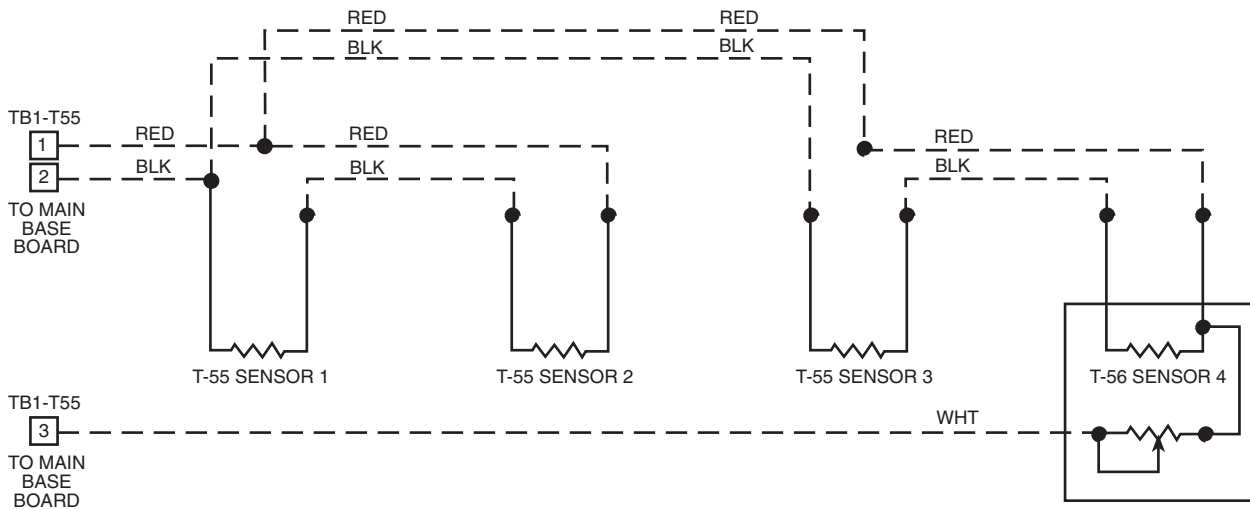 RED RED
BLK BLK
TB1-T55
1 RED RED RED
2 BLK BLK BLK
TO MAIN
BASE
BOARD
T-55 SENSOR 1 T-55 SENSOR 2 T-55 SENSOR 3 T-56 SENSOR 4
TB1-T55
3 WHT
TO MAIN
BASE
BOARD